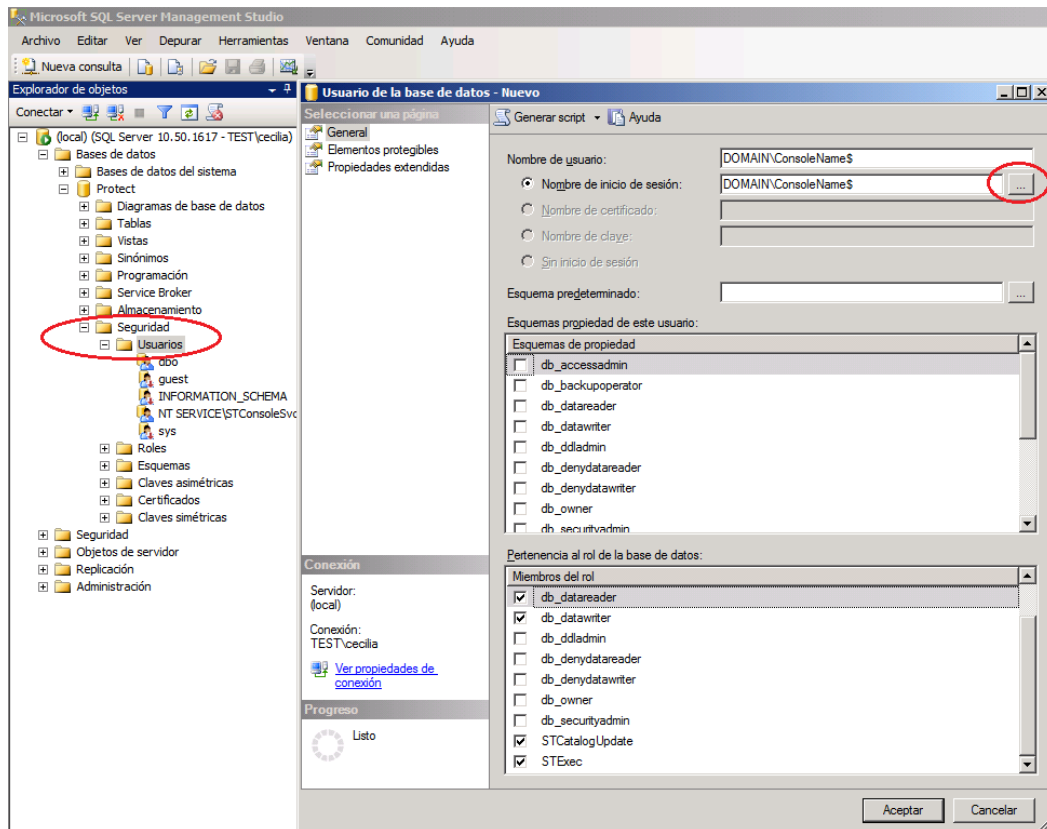 Microsoft SQL Server Management Studio
Archivo Editar Ver Depurar Herramientas Ventana Comunidad Ayuda
Nueva consulta
Explorador de objetos
Conectar
(local) (SQL Server 10.50.1617 - TEST\cecilia)
Bases de datos
Bases de datos del sistema
Protect
Diagramas de base de datos
Tablas
Vistas
Sinónimos
Programación
Service Broker
Almacenamiento
Seguridad
Usuarios
dbo
guest
INFORMATION_SCHEMA
NT SERVICE\STConsoleSvc
sys
Roles
Esquemas
Claves asimétricas
Certificados
Claves simétricas
Seguridad
Objetos de servidor
Replicación
Administración
Usuario de la base de datos - Nuevo
Seleccionar una página
General
Elementos protegibles
Propiedades extendidas
Conexión
Servidor:
(local)
Conexión:
TEST\cecilia
Ver propiedades de
conexión
Progreso
Listo
Generar script Ayuda
Nombre de usuario: DOMAIN\ConsoleName$
Nombre de inicio de sesión: DOMAIN\ConsoleName$ ...
Nombre de certificado:
Nombre de clave:
Sin inicio de sesión
Esquema predeterminado: ...
Esquemas propiedad de este usuario:
Esquemas de propiedad
db_accessadmin
db_backupoperator
db_datareader
db_datawriter
db_ddladmin
db_denydatareader
db_denydatawriter
db_owner
db_securityadmin
Pertenencia al rol de la base de datos:
Miembros del rol
db_datareader
db_datawriter
db_ddladmin
db_denydatareader
db_denydatawriter
db_owner
db_securityadmin
STCatalogUpdate
STExec
Aceptar Cancelar